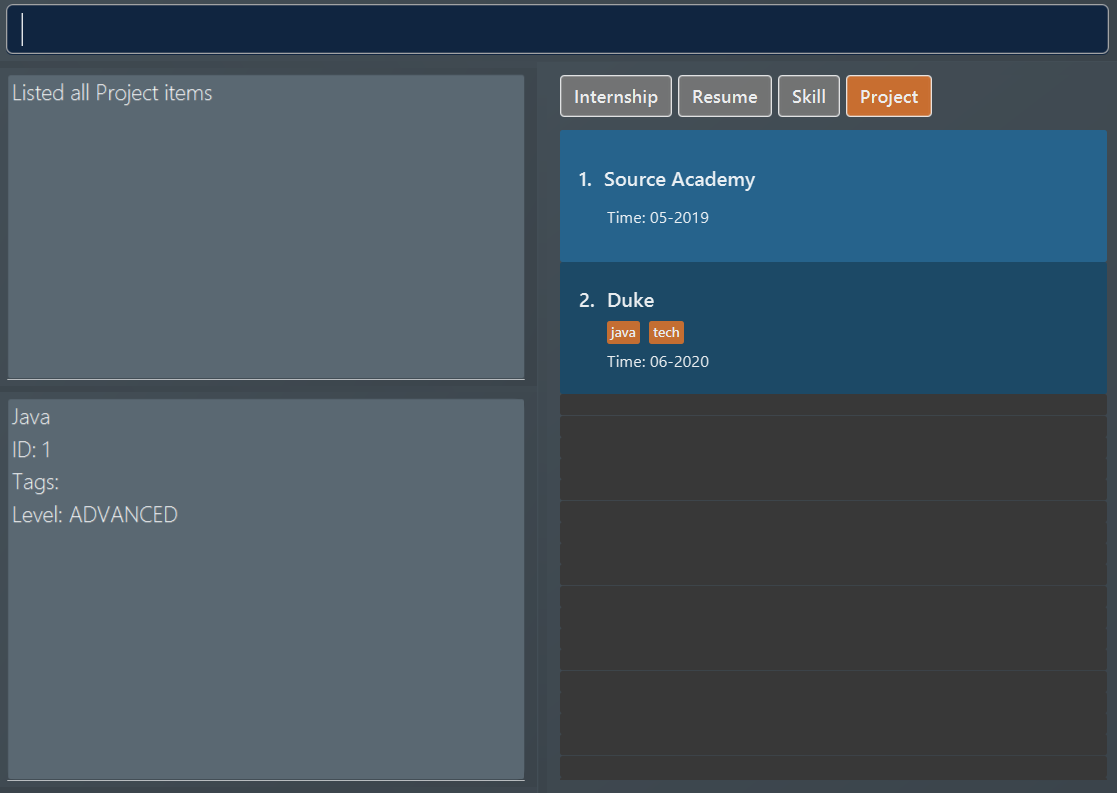 Listed all Project items
Java
ID: 1
Tags:
Level: ADVANCED
Internship Resume Skill Project
1. Source Academy
Time: 05-2019
2. Duke
java tech
Time: 06-2020